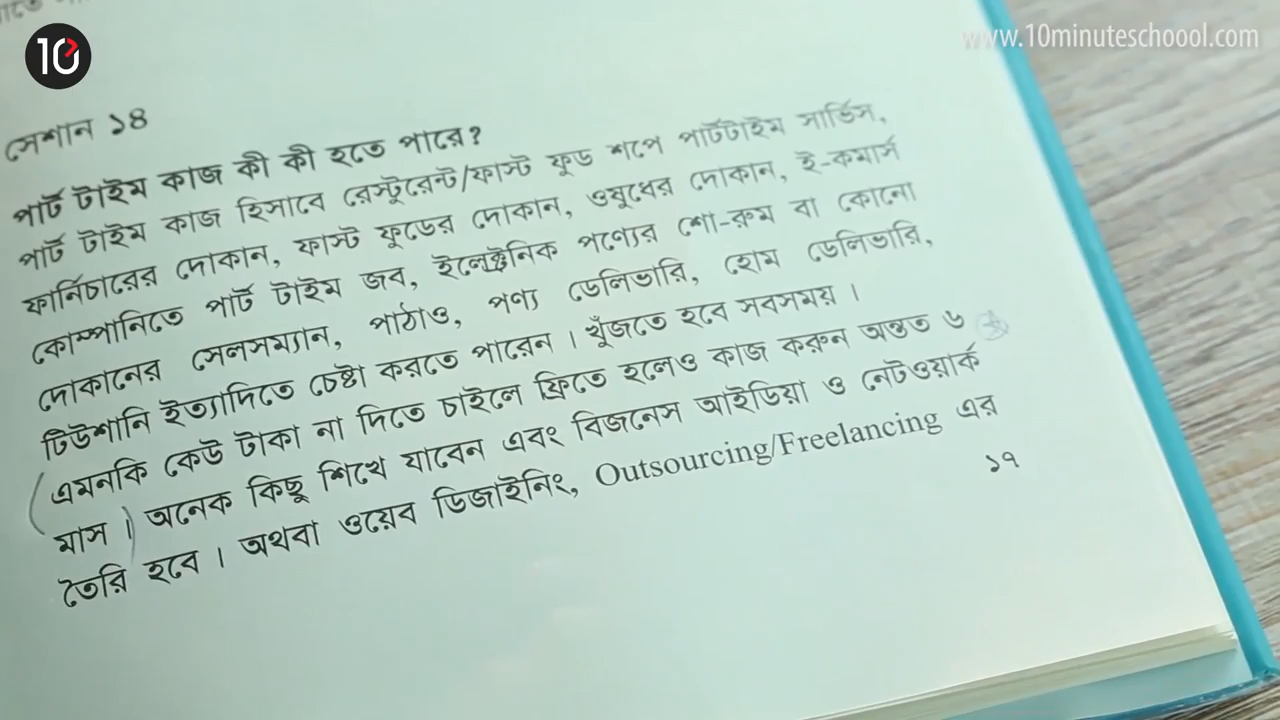 10
www.10minuteschoool.com
সেশান ১৪
পার্ট টাইম কাজ কী কী হতে পারে?
পার্ট টাইম কাজ হিসাবে রেস্টুরেন্ট/ফাস্ট ফুড শপে পার্টটাইম সার্ভিস,
ফার্নিচারের দোকান, ফাস্ট ফুডের দোকান, ওষুধের দোকান, ই-কমার্স
কোম্পানিতে পার্ট টাইম জব, ইলেক্ট্রনিক পণ্যের শো-রুম বা কোনো
দোকানের সেলসম্যান, পাঠাও, পণ্য ডেলিভারি, হোম ডেলিভারি,
টিউশানি ইত্যাদিতে চেষ্টা করতে পারেন। খুঁজতে হবে সবসময়।
এমনকি কেউ টাকা না দিতে চাইলে ফ্রিতে হলেও কাজ করুন অন্তত ৬
মাস। অনেক কিছু শিখে যাবেন এবং বিজনেস আইডিয়া ও নেটওয়ার্ক
তৈরি হবে। অথবা ওয়েব ডিজাইনিং, Outsourcing/Freelancing এর
১৭